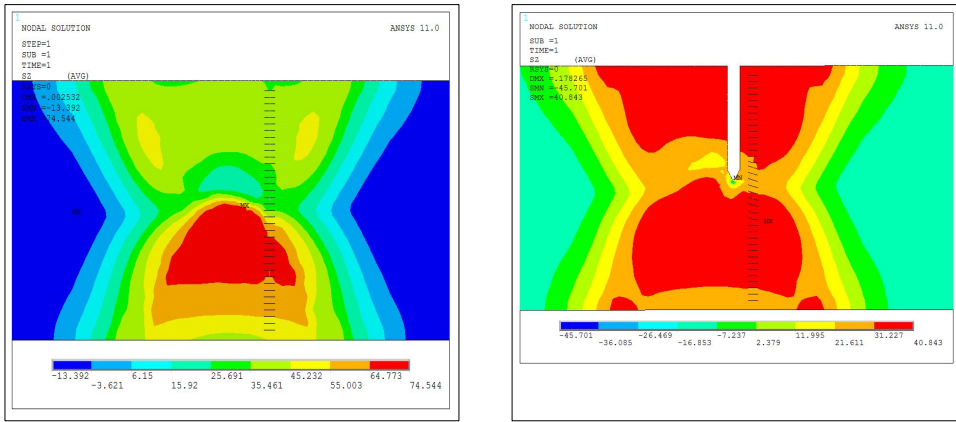 1
NODAL SOLUTION
ANSYS 11.0
STEP=1
SUB =1
TIME=1
SZ (AVG)
RSYS=0
DMX =.002532
SMN =-13.392
SMX =74.544
MX
-13.392 6.15 25.691 45.232 64.773
-3.621 15.92 35.461 55.003 74.544
1
NODAL SOLUTION
ANSYS 11.0
SUB =1
TIME=1
SZ (AVG)
RSYS=0
DMX =.178265
SMN =-45.701
SMX =40.843
MN
MX
-45.701 -26.469 -7.237 11.995 31.227
-36.085 -16.853 2.379 21.611 40.843